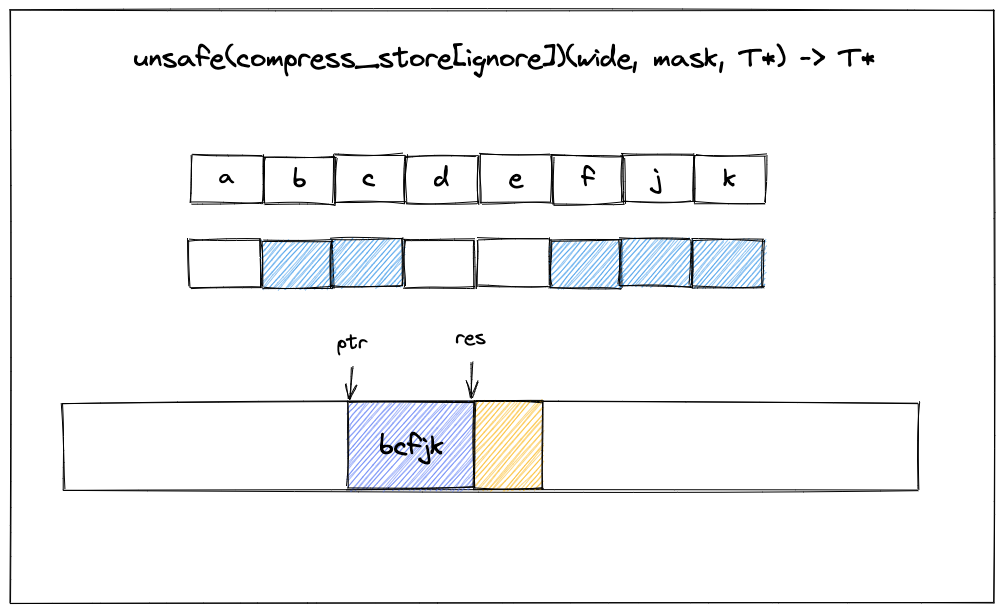 unsafe(compress_store[ignore])(wide, mask, T*) -> T*
a b c d e f j k
ptr res
bcfjk